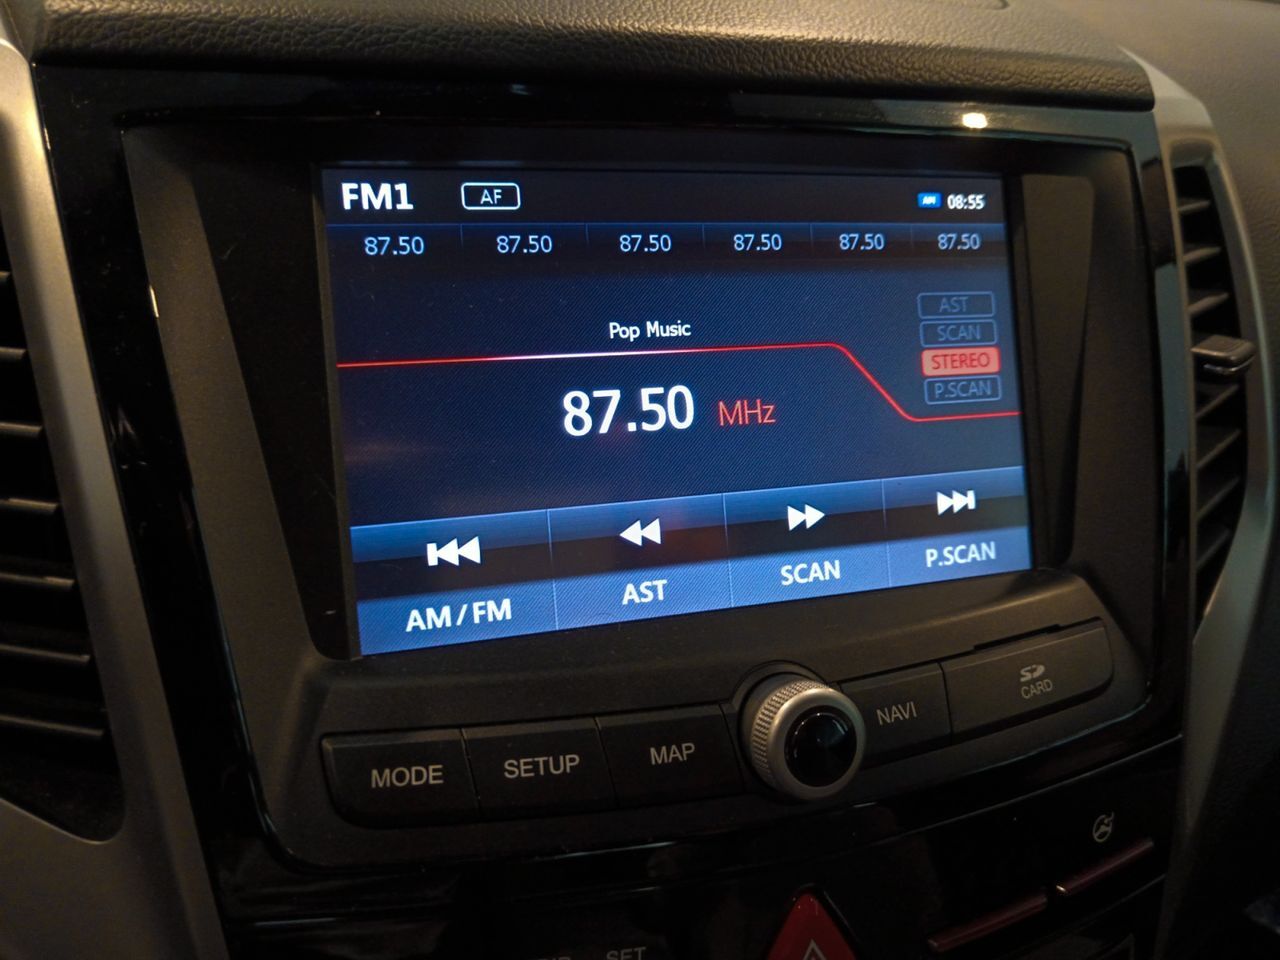 FM1 AF 08:55
87.50 87.50 87.50 87.50 87.50 87.50
AST
Pop Music
SCAN
STEREO
87.50 MHz
P.SCAN
AM/FM AST SCAN P.SCAN
MODE SETUP MAP NAVI SD CARD
SET